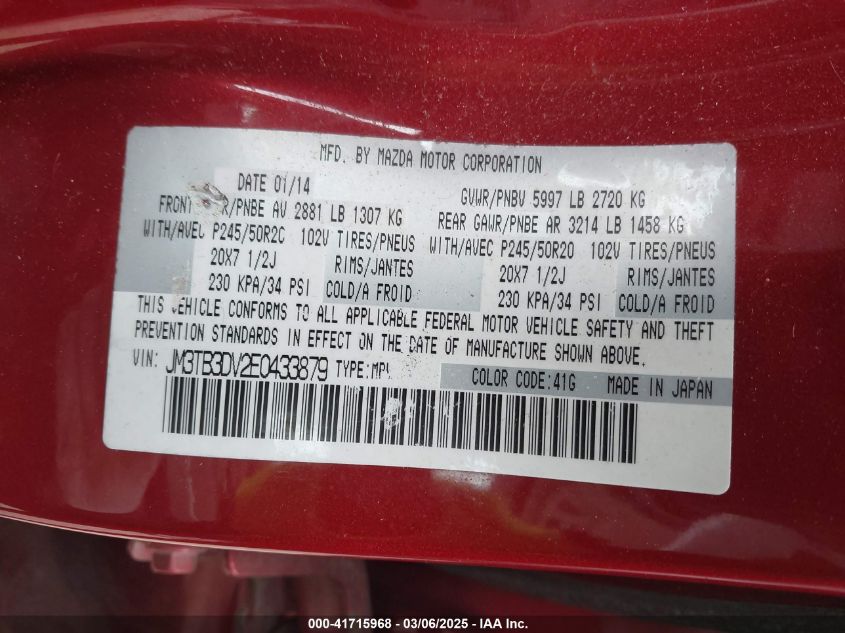 MFD. BY MAZDA MOTOR CORPORATION
DATE 01/14 GVWR/PNBV 5997 LB 2720 KG
FRONT R/PNBE AV 2881 LB 1307 KG REAR GAWR/PNBE AR 3214 LB 1458 KG
WITH/AVEC P245/50R20 102V TIRES/PNEUS WITH/AVEC P245/50R20 102V TIRES/PNEUS
20X7 1/2J RIMS/JANTES 20X7 1/2J RIMS/JANTES
230 KPA/34 PSI COLD/A FROID 230 KPA/34 PSI COLD/A FROID
THIS VEHICLE CONFORMS TO ALL APPLICABLE FEDERAL MOTOR VEHICLE SAFETY AND THEFT
PREVENTION STANDARDS IN EFFECT ON THE DATE OF MANUFACTURE SHOWN ABOVE.
VIN: JM3TB3DV2E0433879 TYPE:MPV COLOR CODE:41G MADE IN JAPAN
000-41715968 - 03/06/2025 - IAA Inc.